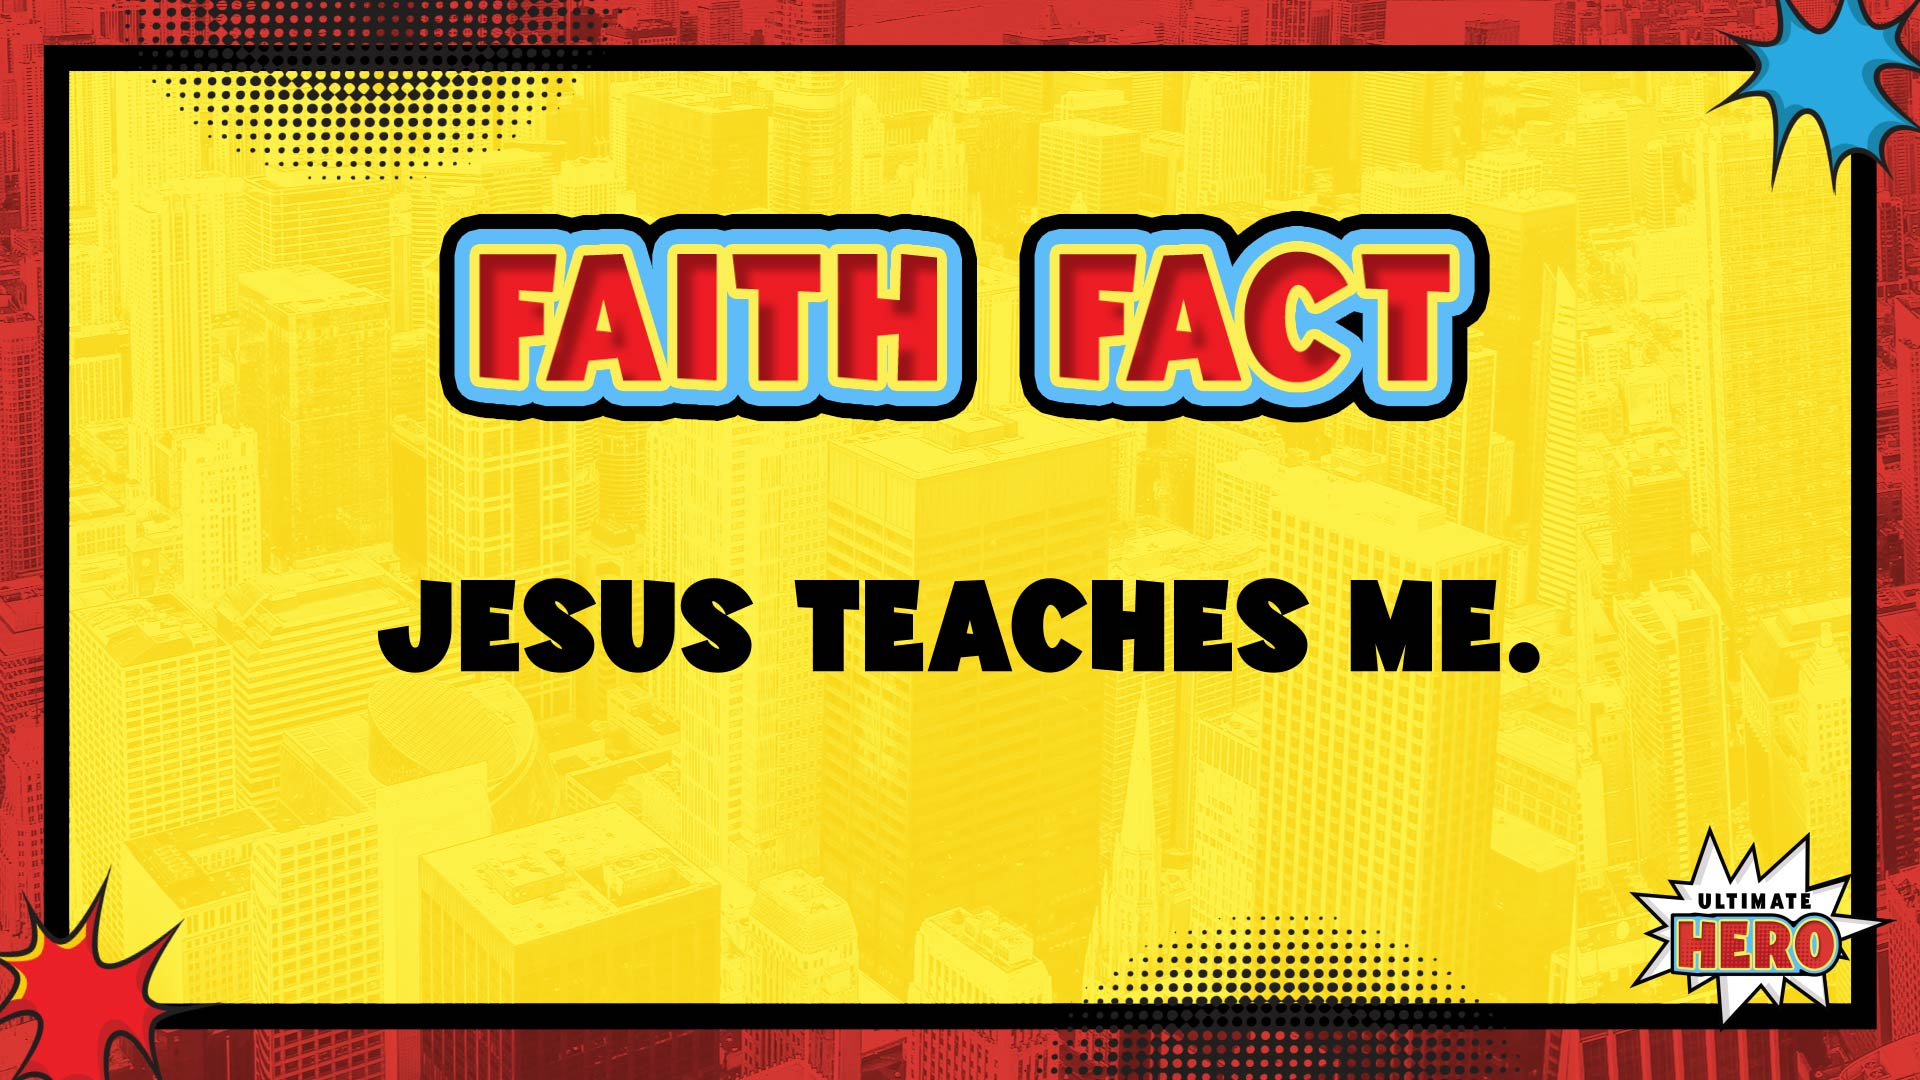 FAITH FACT
JESUS TEACHES ME.
ULTIMATE
HERO